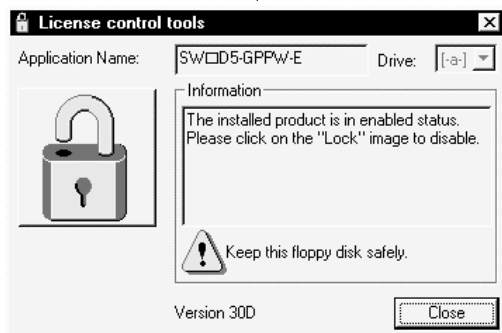 License control tools
Application Name:
SW□D5-GPPW-E
Drive:
[-a-]
Information
The installed product is in enabled status.
Please click on the "Lock" image to disable.
Keep this floppy disk safely.
Version 30D
Close